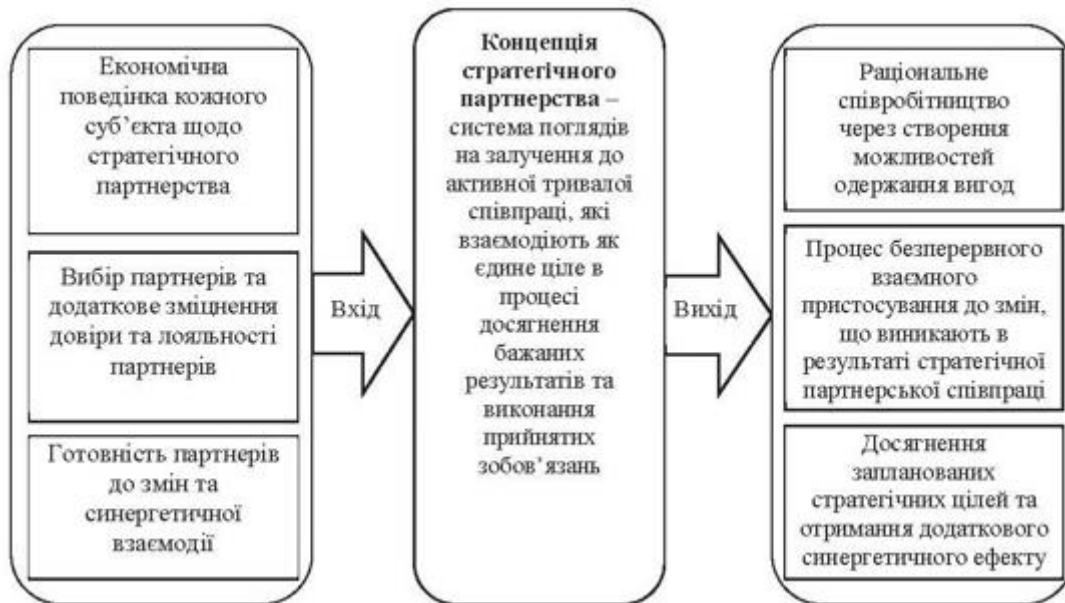 Економічна
поведінка кожного
суб’єкта щодо
стратегічного
партнерства
Вибір партнерів та
додаткове зміцнення
довіри та лояльності
партнерів
Готовність партнерів
до змін та
синергетичної
взаємодії
Вхід
Концепція
стратегічного
партнерства –
система поглядів
на залучення до
активної тривалої
співпраці, які
взаємодіють як
єдине ціле в
процесі
досягнення
бажаних
результатів та
виконання
прийнятих
зобов’язань
Вихід
Раціональне
співробітництво
через створення
можливостей
одержання вигод
Процес безперервного
взаємного
пристосування до змін,
що виникають в
результаті стратегічної
партнерської співпраці
Досягнення
запланованих
стратегічних цілей та
отримання додаткового
синергетичного ефекту